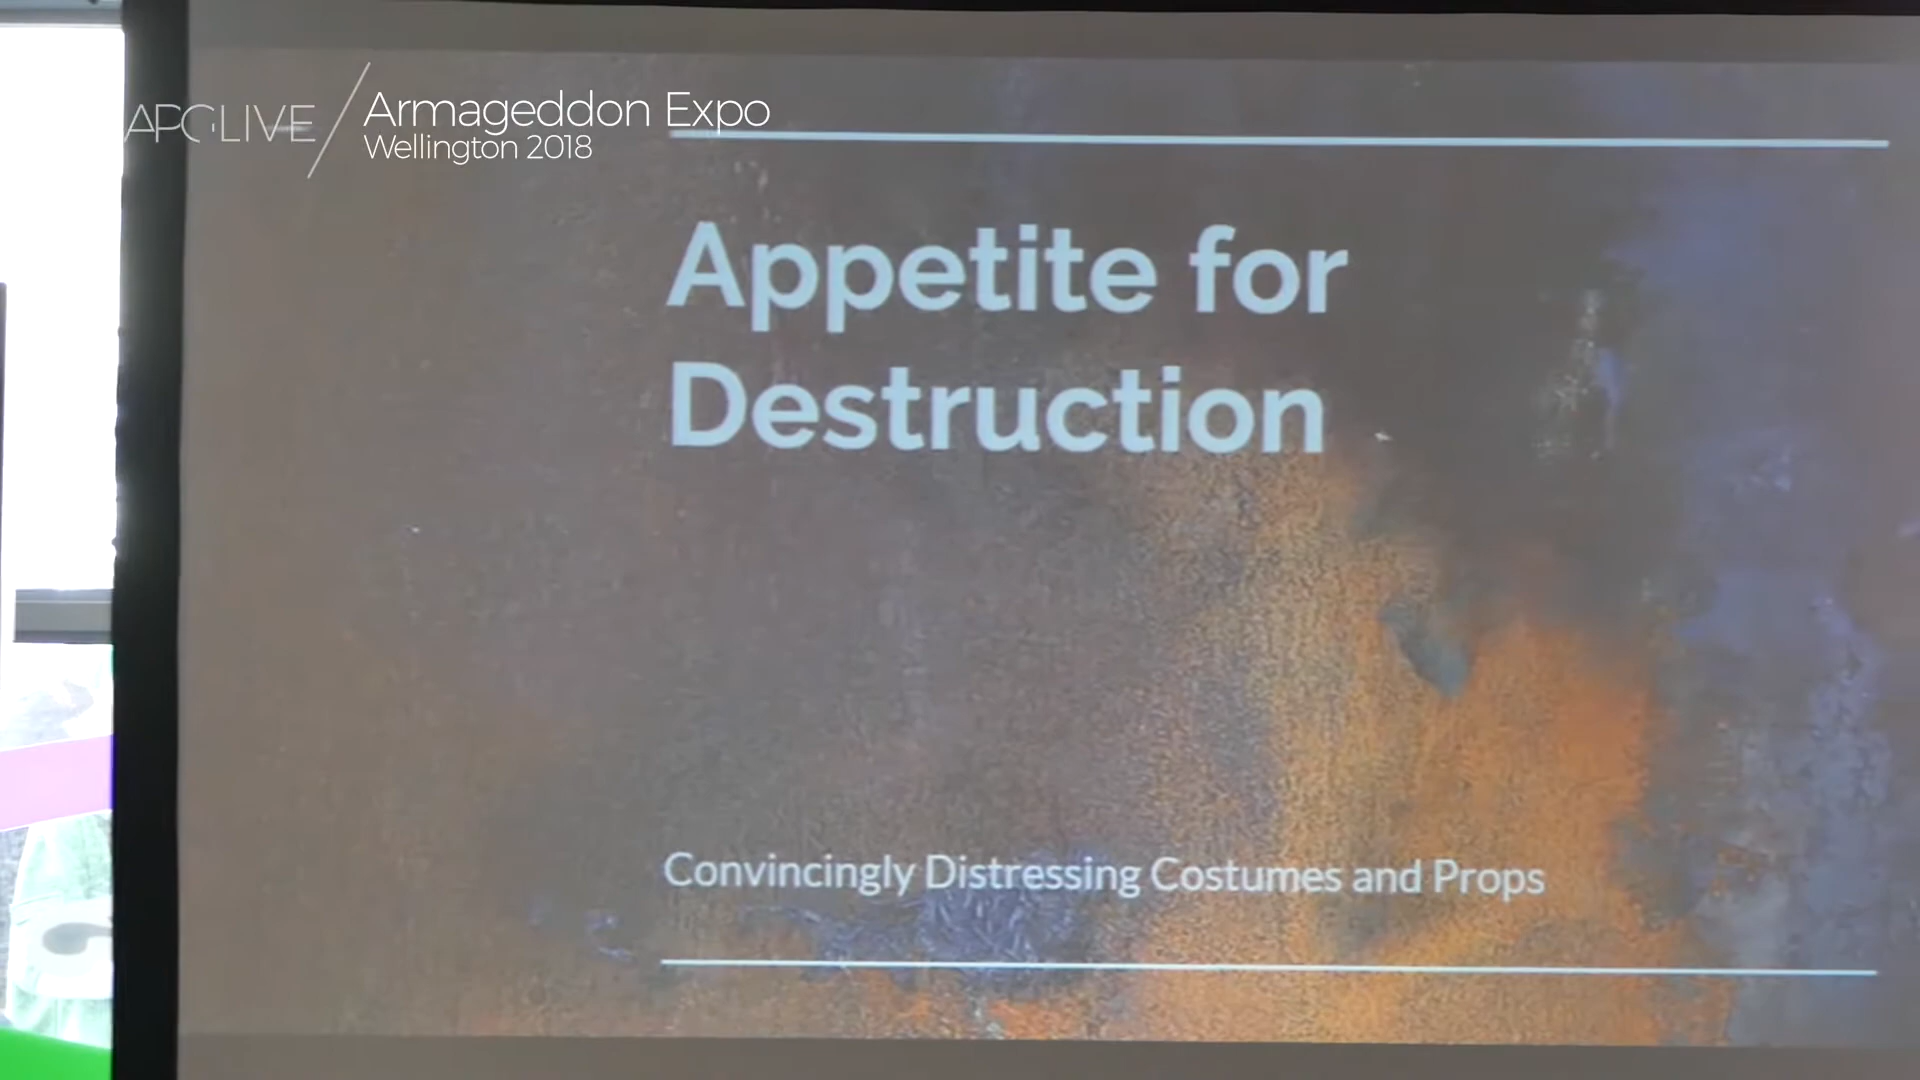 APGLIVE
Armageddon Expo
Wellington 2018
Appetite for
Destruction
Convincingly Distressing Costumes and Props